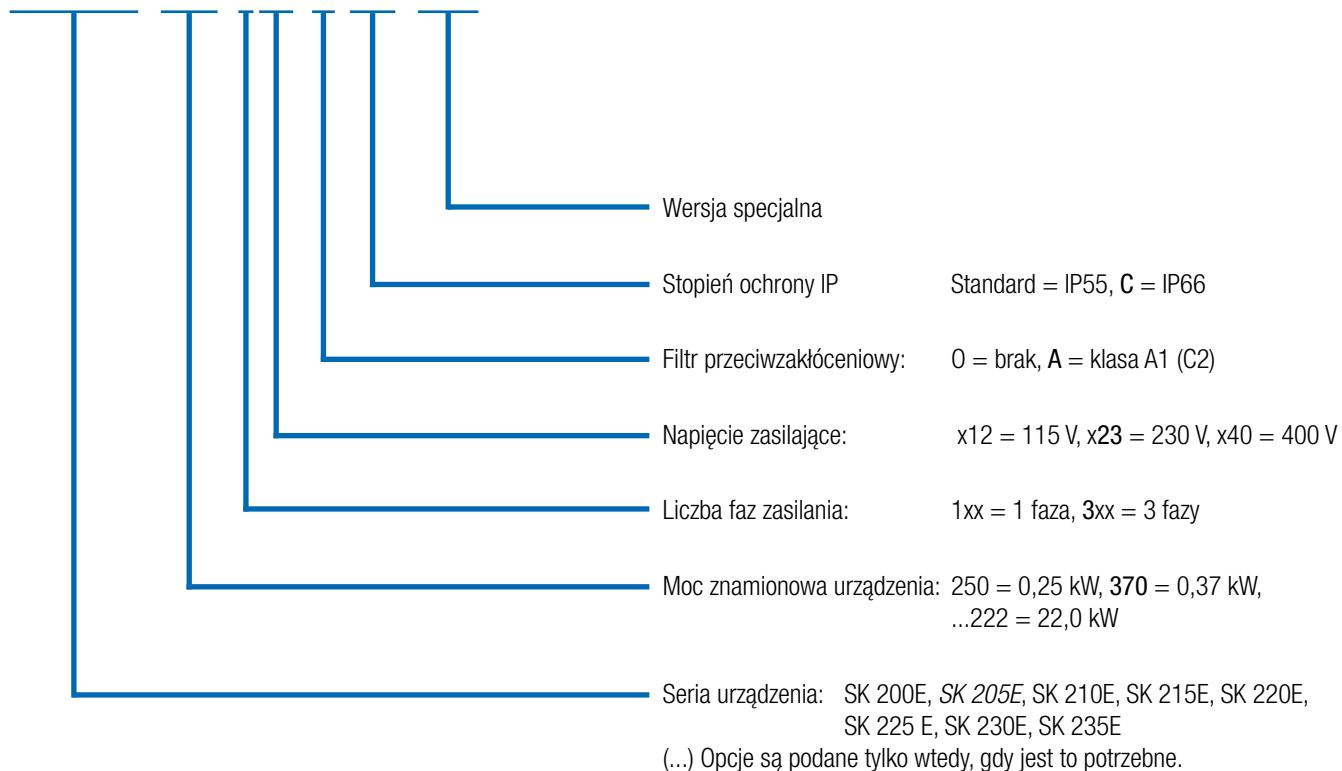 Wersja specjalna
Stopień ochrony IP Standard = IP55, C = IP66
Filtr przeciwzakłóceniowy: O = brak, A = klasa A1 (C2)
Napięcie zasilające: x12 = 115 V, x23 = 230 V, x40 = 400 V
Liczba faz zasilania: 1xx = 1 faza, 3xx = 3 fazy
Moc znamionowa urządzenia: 250 = 0,25 kW, 370 = 0,37 kW,
...222 = 22,0 kW
Seria urządzenia: SK 200E, SK 205E, SK 210E, SK 215E, SK 220E,
SK 225 E, SK 230E, SK 235E
(...) Opcje są podane tylko wtedy, gdy jest to potrzebne.